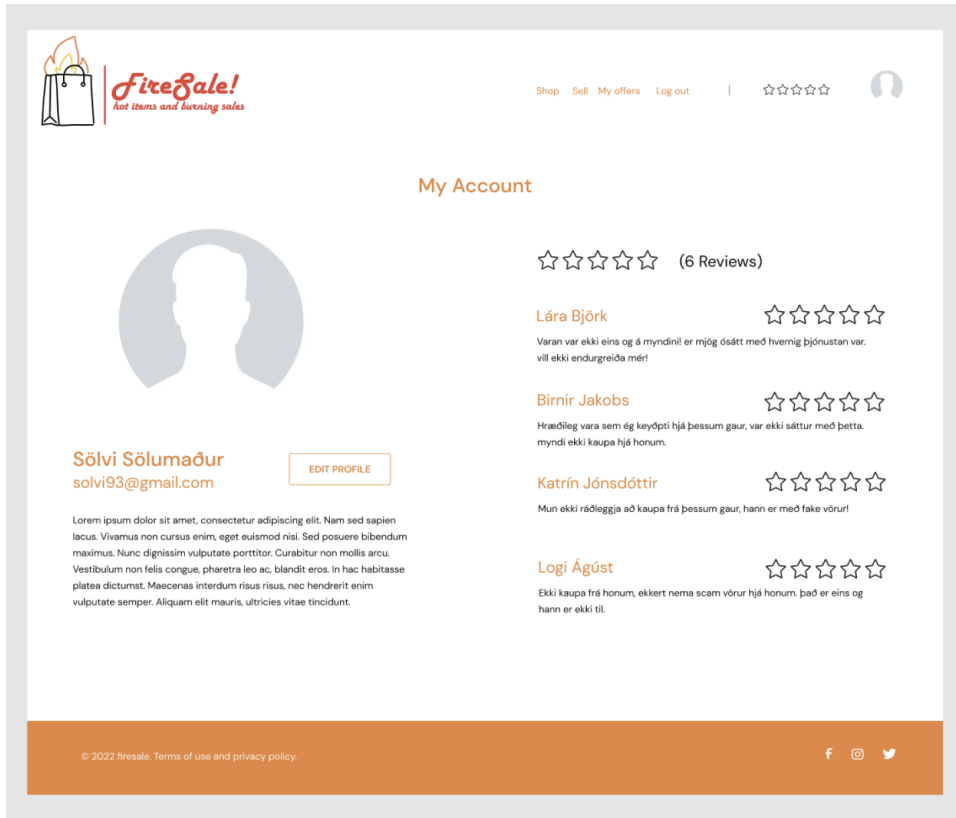 FireSale!
hot items and burning sales
Shop Sell My offers Log out |
My Account
Sölvi Sölumaður
solvi93@gmail.com
EDIT PROFILE
Lorem ipsum dolor sit amet, consectetur adipiscing elit. Nam sed sapien
lacus. Vivamus non cursus enim, eget euismod nisi. Sed posuere bibendum
maximus. Nunc dignissim vulputate porttitor. Curabitur non mollis arcu.
Vestibulum non felis congue, pharetra leo ac, blandit eros. In hac habitasse
platea dictumst. Maecenas interdum risus risus, nec hendrerit enim
vulputate semper. Aliquam elit mauris, ultricies vitae tincidunt.
(6 Reviews)
Lára Björk
Varan var ekki eins og á myndini! er mjög ósátt með hvernig þjónustan var.
vill ekki endurgreiða mér!
Birnir Jakobs
Hræðileg vara sem ég keyðpti hjá þessum gaur, var ekki sáttur með þetta.
myndi ekki kaupa hjá honum.
Katrín Jónsdóttir
Mun ekki ráðleggja að kaupa frá þessum gaur, hann er með fake vörur!
Logi Ágúst
Ekki kaupa frá honum, ekkert nema scam vörur hjá honum. það er eins og
hann er ekki til.
© 2022 firesale. Terms of use and privacy policy.